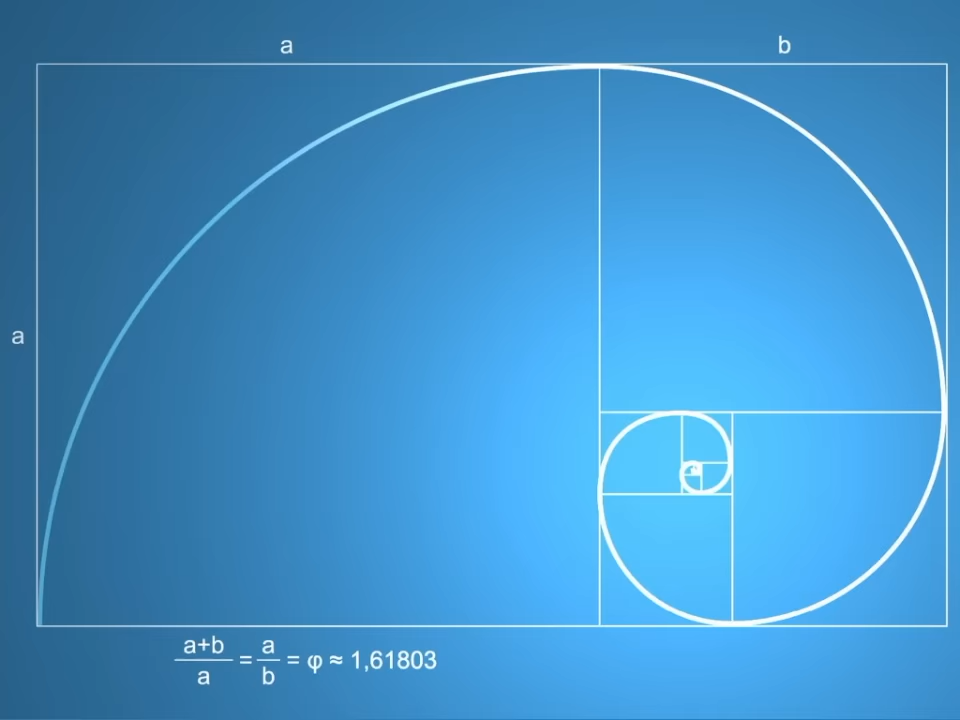 a
b
a
a+b/a = a/b = φ ≈ 1,61803